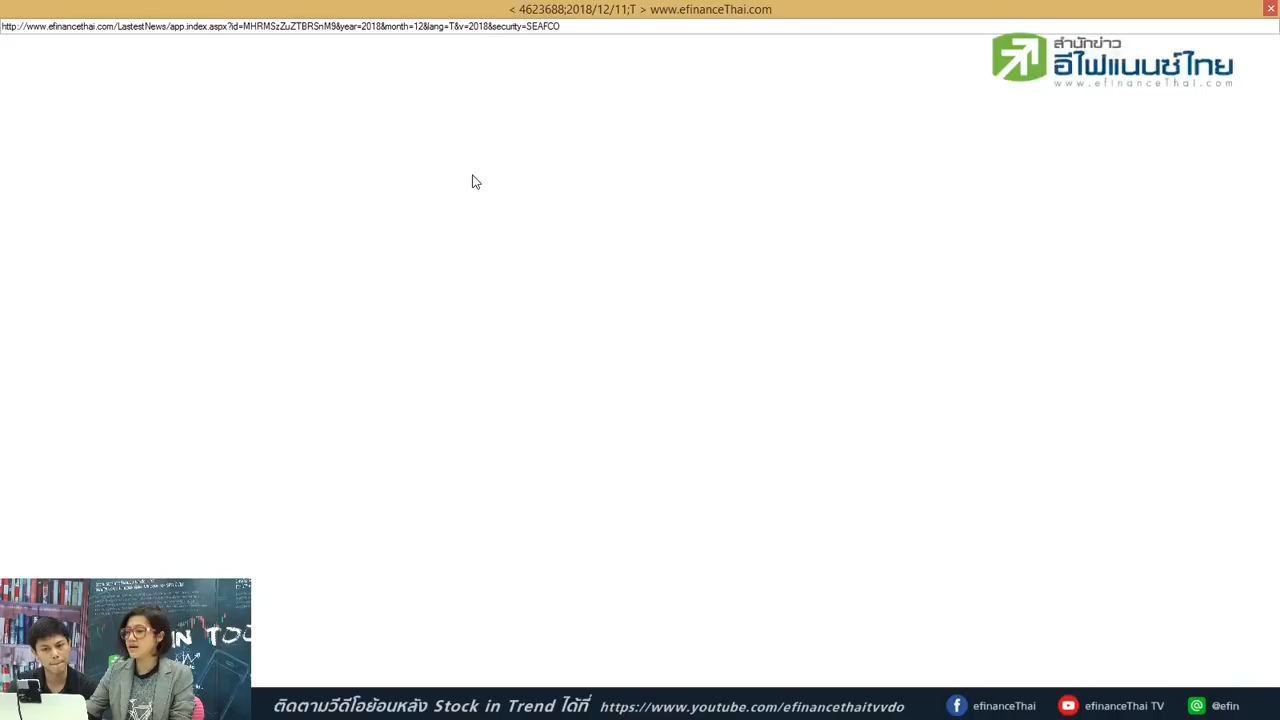 < 4623688;2018/12/11;T > www.efinanceThai.com
http://www.efinancethai.com/LastestNews/app.index.aspx?id=MHRMSzZuZTBRSnM9&year=2018&month=12&lang=T&v=2018&security=SEAFCO
สำนักข่าว
อีไฟแนนซ์ไทย
www.efinanceThai.com
IN TO
ติดตามวีดีโอย้อนหลัง Stock in Trend ได้ที่ https://www.youtube.com/efinancethaitvvdo
efinanceThai
efinanceThai TV
@efin